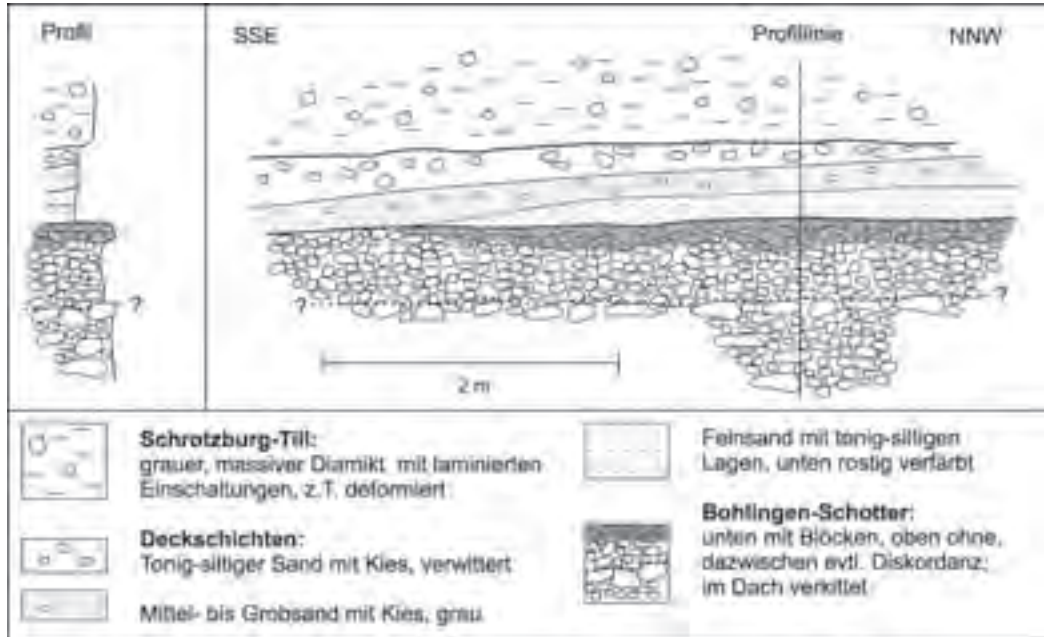 Profil
SSE
Profillinie
NNW
?
?
?
2 m
Schrotzburg-Till:
grauer, massiver Diamikt mit laminierten
Einschaltungen, z.T. deformiert
Deckschichten:
Tonig-siltiger Sand mit Kies, verwittert
Mittel- bis Grobsand mit Kies, grau
Feinsand mit tonig-siltigen
Lagen, unten rostig verfärbt
Bohlingen-Schotter:
unten mit Blöcken, oben ohne,
dazwischen evtl. Diskordanz;
im Dach verkittet